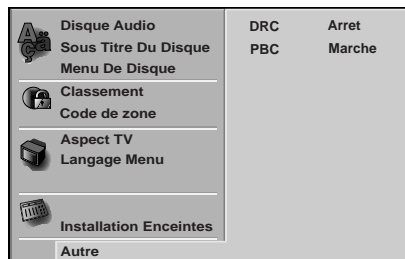 Disque Audio
Sous Titre Du Disque
Menu De Disque
Classement
Code de zone
Aspect TV
Langage Menu
Installation Enceintes
Autre
DRC Arret
PBC Marche